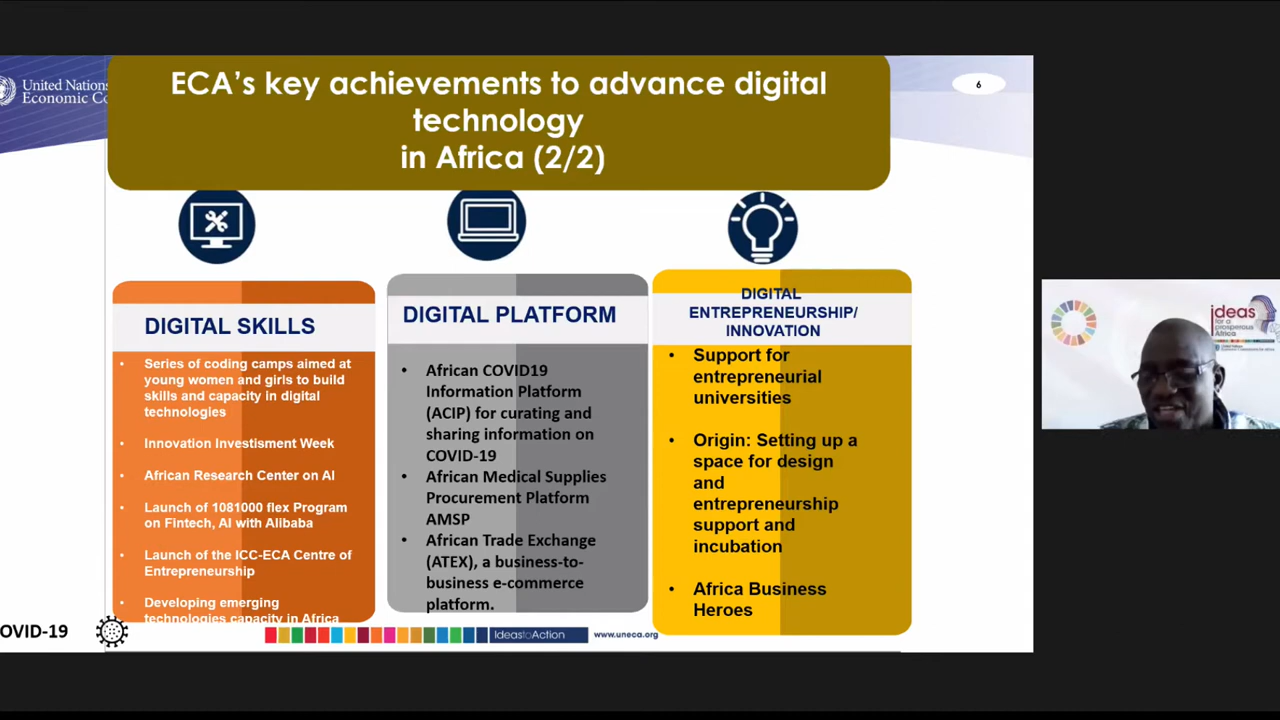 ECA's key achievements to advance digital
technology
in Africa (2/2)
United Nations
Economic Co
6
DIGITAL SKILLS
• Series of coding camps aimed at
young women and girls to build
skills and capacity in digital
technologies
• Innovation Investisment Week
• African Research Center on AI
• Launch of 1081000 flex Program
on Fintech, AI with Alibaba
• Launch of the ICC-ECA Centre of
Entrepreneurship
• Developing emerging
technologies capacity in Africa
DIGITAL PLATFORM
• African COVID19
Information Platform
(ACIP) for curating and
sharing information on
COVID-19
• African Medical Supplies
Procurement Platform
AMSP
• African Trade Exchange
(ATEX), a business-to-
business e-commerce
platform.
DIGITAL
ENTREPRENEURSHIP/
INNOVATION
• Support for
entrepreneurial
universities
• Origin: Setting up a
space for design
and
entrepreneurship
support and
incubation
• Africa Business
Heroes
OVID-19
IdeastoAction
www.uneca.org
ideas
for a
prosperous
Africa